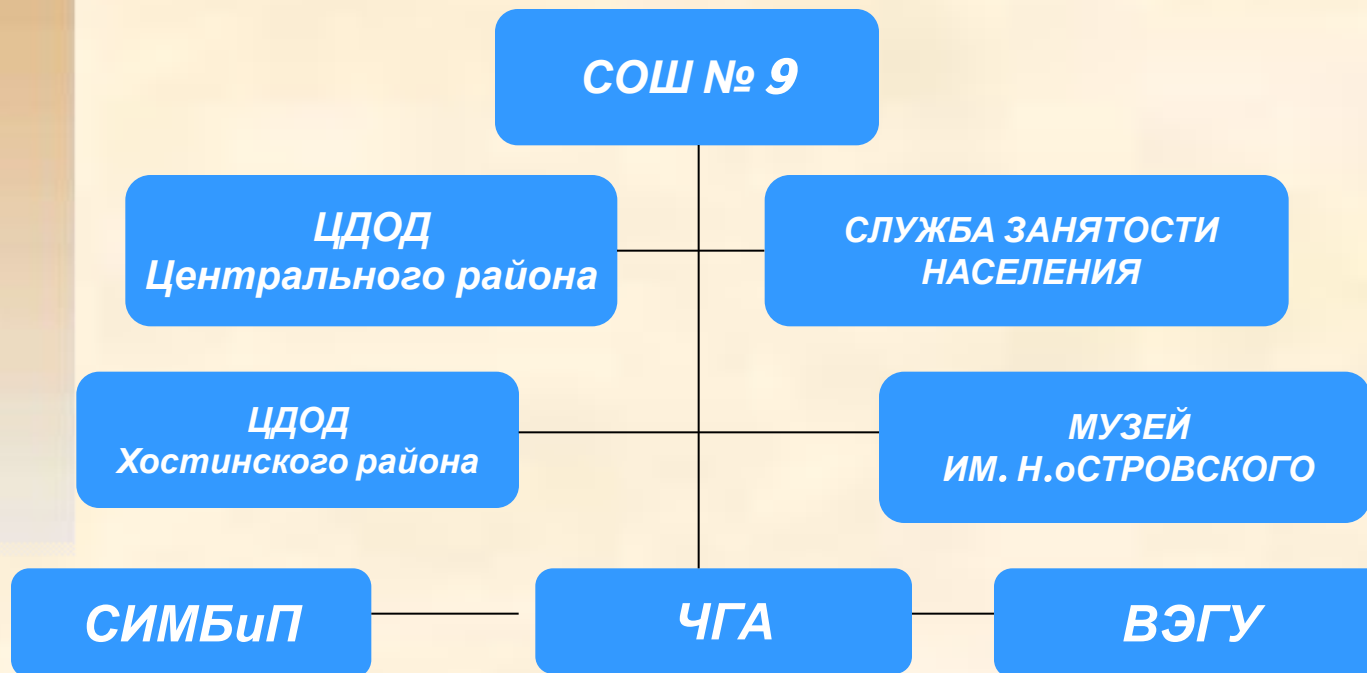 СОШ № 9
ЦДОД
Центрального района
СЛУЖБА ЗАНЯТОСТИ
НАСЕЛЕНИЯ
ЦДОД
Хостинского района
МУЗЕЙ
ИМ. Н.оСТРОВСКОГО
СИМБиП
ЧГА
ВЭГУ